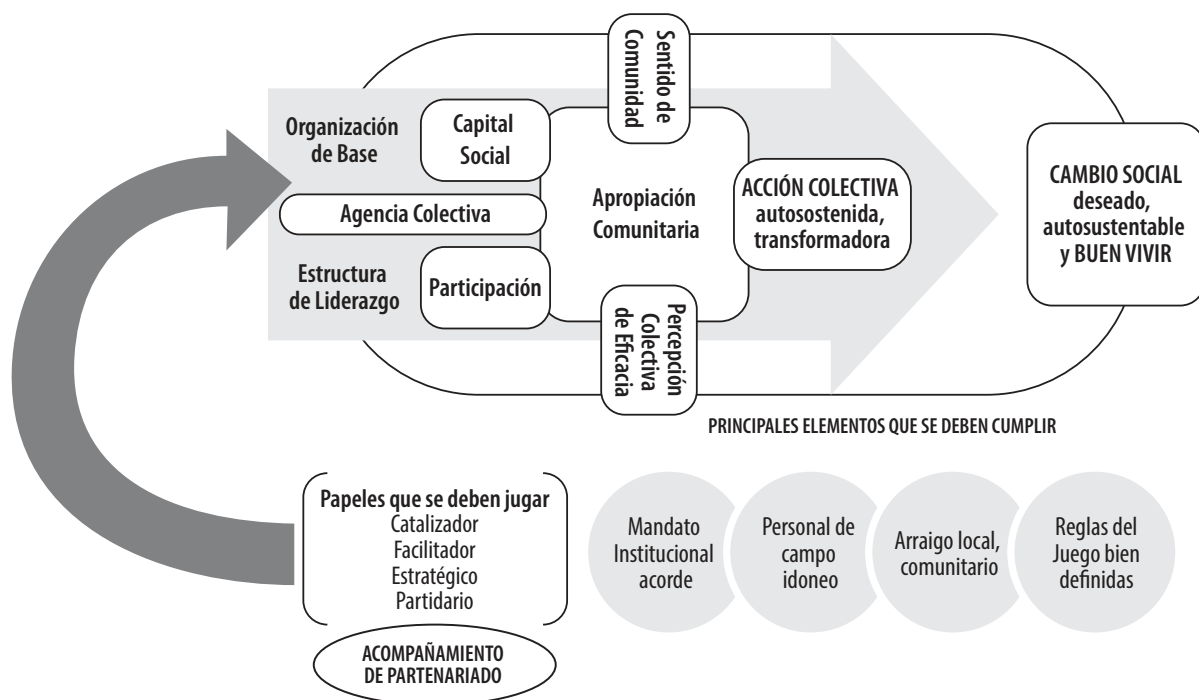 Sentido de
Comunidad
Organización
de Base
Capital
Social
Agencia Colectiva
Apropiación
Comunitaria
Estructura
de Liderazgo
Participación
Percepción
Colectiva
de Eficacia
ACCIÓN COLECTIVA
autosostenida,
transformadora
CAMBIO SOCIAL
deseado,
autosustentable
y BUEN VIVIR
PRINCIPALES ELEMENTOS QUE SE DEBEN CUMPLIR
Papeles que se deben jugar
Catalizador
Facilitador
Estratégico
Partidario
ACOMPAÑAMIENTO
DE PARTENARIADO
Mandato
Institucional
acorde
Personal de
campo
idoneo
Arraigo local,
comunitario
Reglas del
Juego bien
definidas